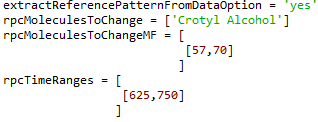 extractReferencePatternFromDataOption = 'yes'
rpcMoleculesToChange = ['Crotyl Alcohol']
rpcMoleculesToChangeMF = [
[57,70]
]
rpcTimeRanges = [
[625,750]
]